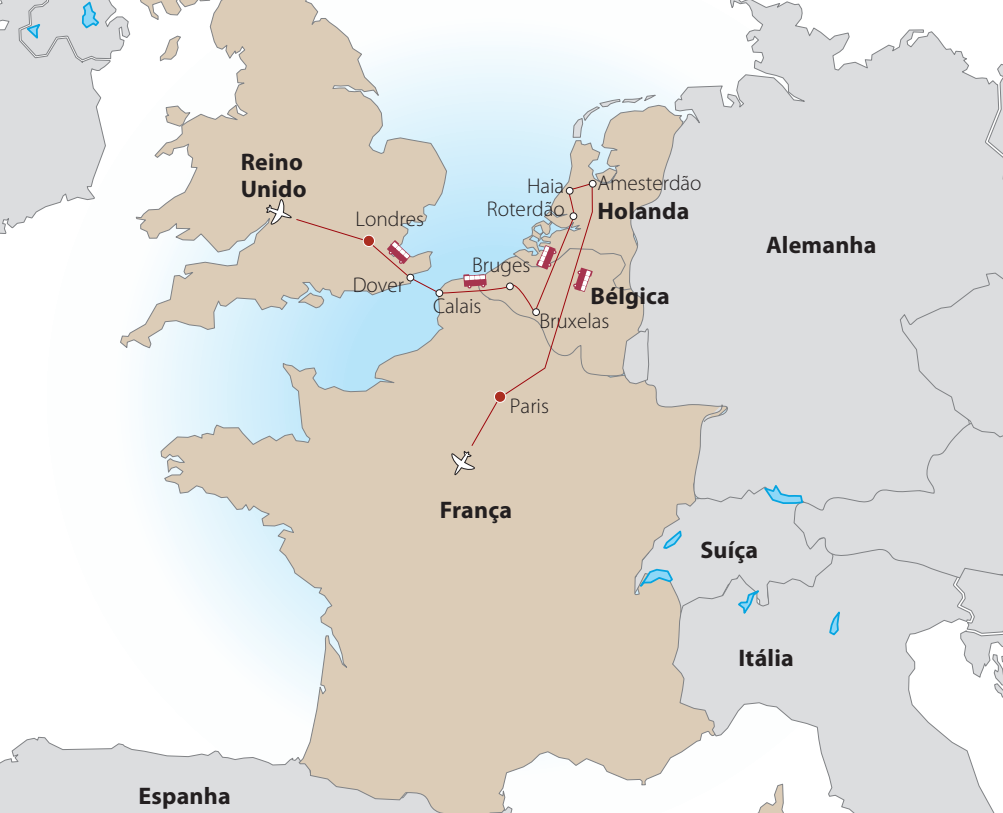 Reino
Unido
Londres
Dover
Calais
Bruges
Bruxelas
Haia
Amesterdão
Roterdão
Holanda
Bélgica
Alemanha
Paris
França
Suíça
Itália
Espanha